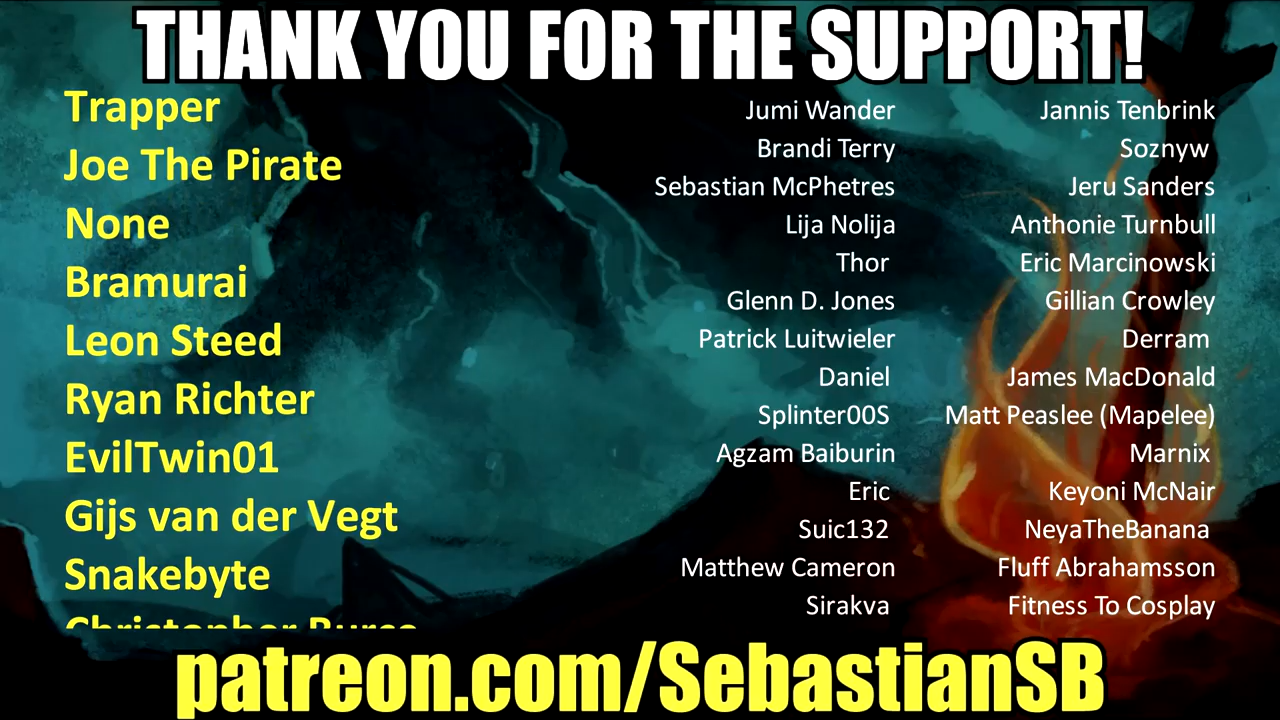 THANK YOU FOR THE SUPPORT!
Trapper
Joe The Pirate
None
Bramurai
Leon Steed
Ryan Richter
EvilTwin01
Gijs van der Vegt
Snakebyte
Christopher
Jumi Wander
Brandi Terry
Sebastian McPhetres
Lija Nolija
Thor
Glenn D. Jones
Patrick Luitwieler
Daniel
Splinter00S
Agzam Baiburin
Eric
Suic132
Matthew Cameron
Sirakva
Jannis Tenbrink
Soznyw
Jeru Sanders
Anthonie Turnbull
Eric Marcinowski
Gillian Crowley
Derram
James MacDonald
Matt Peaslee (Mapelee)
Marnix
Keyoni McNair
NeyaTheBanana
Fluff Abrahamsson
Fitness To Cosplay
patreon.com/SebastianSB